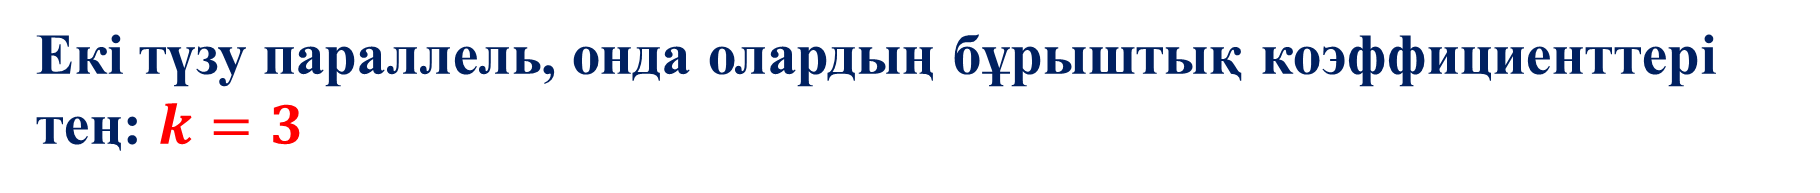 Екі түзу параллель, онда олардың бұрыштық коэффициенттері
тең: k = 3